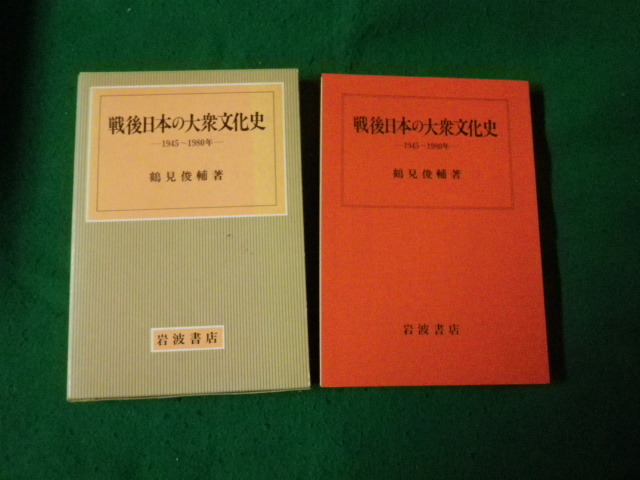 戦後日本の大衆文化史
―1945～1980年―
鶴見俊輔著
岩波書店
戦後日本の大衆文化史
―1945～1980年―
鶴見俊輔著
岩波書店